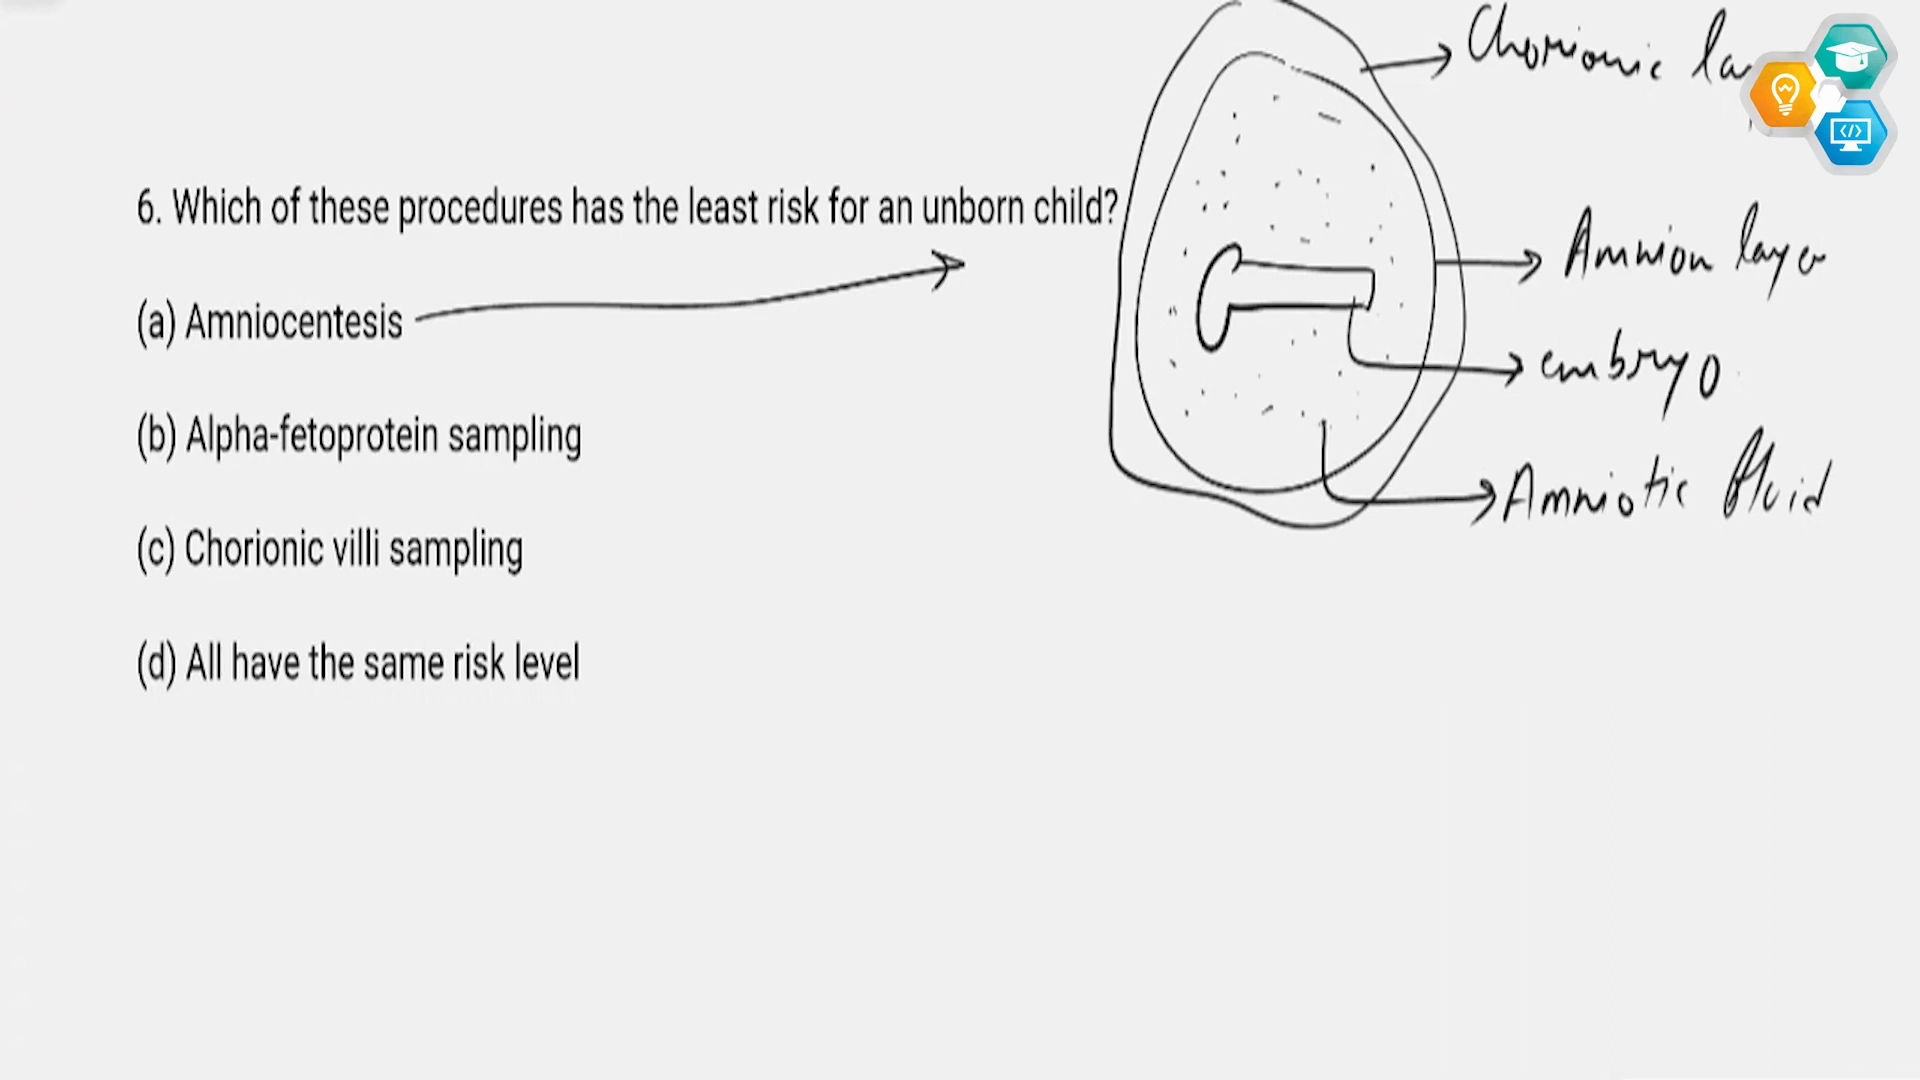 Chorionic
6. Which of these procedures has the least risk for an unborn child?
Amnion layer
(a) Amniocentesis
embryo
(b) Alpha-fetoprotein sampling
Amniotic fluid
(c) Chorionic villi sampling
(d) All have the same risk level